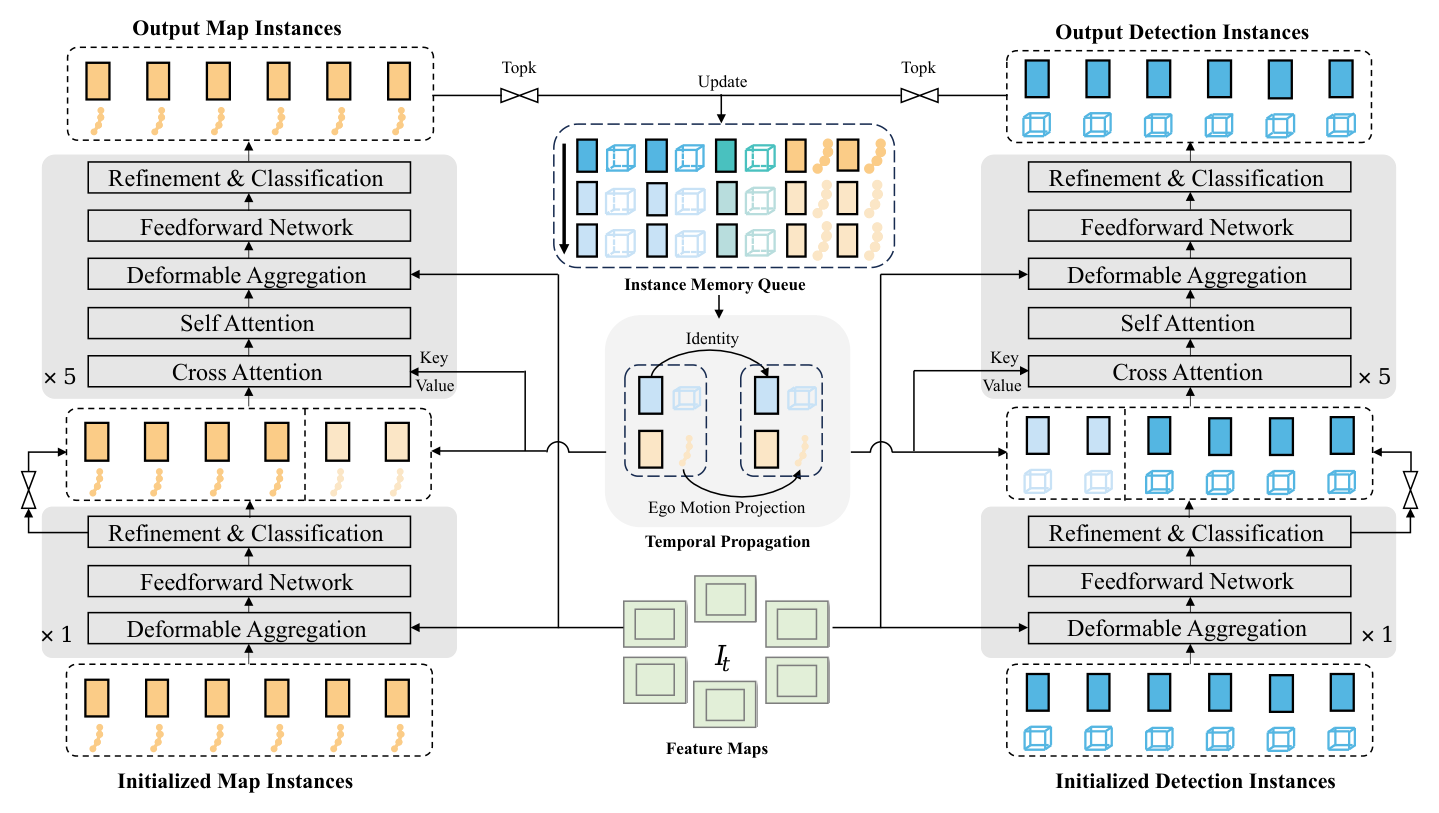 Output Map Instances
Refinement & Classification
Feedforward Network
Deformable Aggregation
Self Attention
Cross Attention
× 5
Key
Value
Refinement & Classification
Feedforward Network
Deformable Aggregation
× 1
Initialized Map Instances
Topk
Update
Topk
Instance Memory Queue
Identity
Ego Motion Projection
Temporal Propagation
I_t
Feature Maps
Output Detection Instances
Refinement & Classification
Feedforward Network
Deformable Aggregation
Self Attention
Cross Attention
Key
Value
× 5
Refinement & Classification
Feedforward Network
Deformable Aggregation
× 1
Initialized Detection Instances